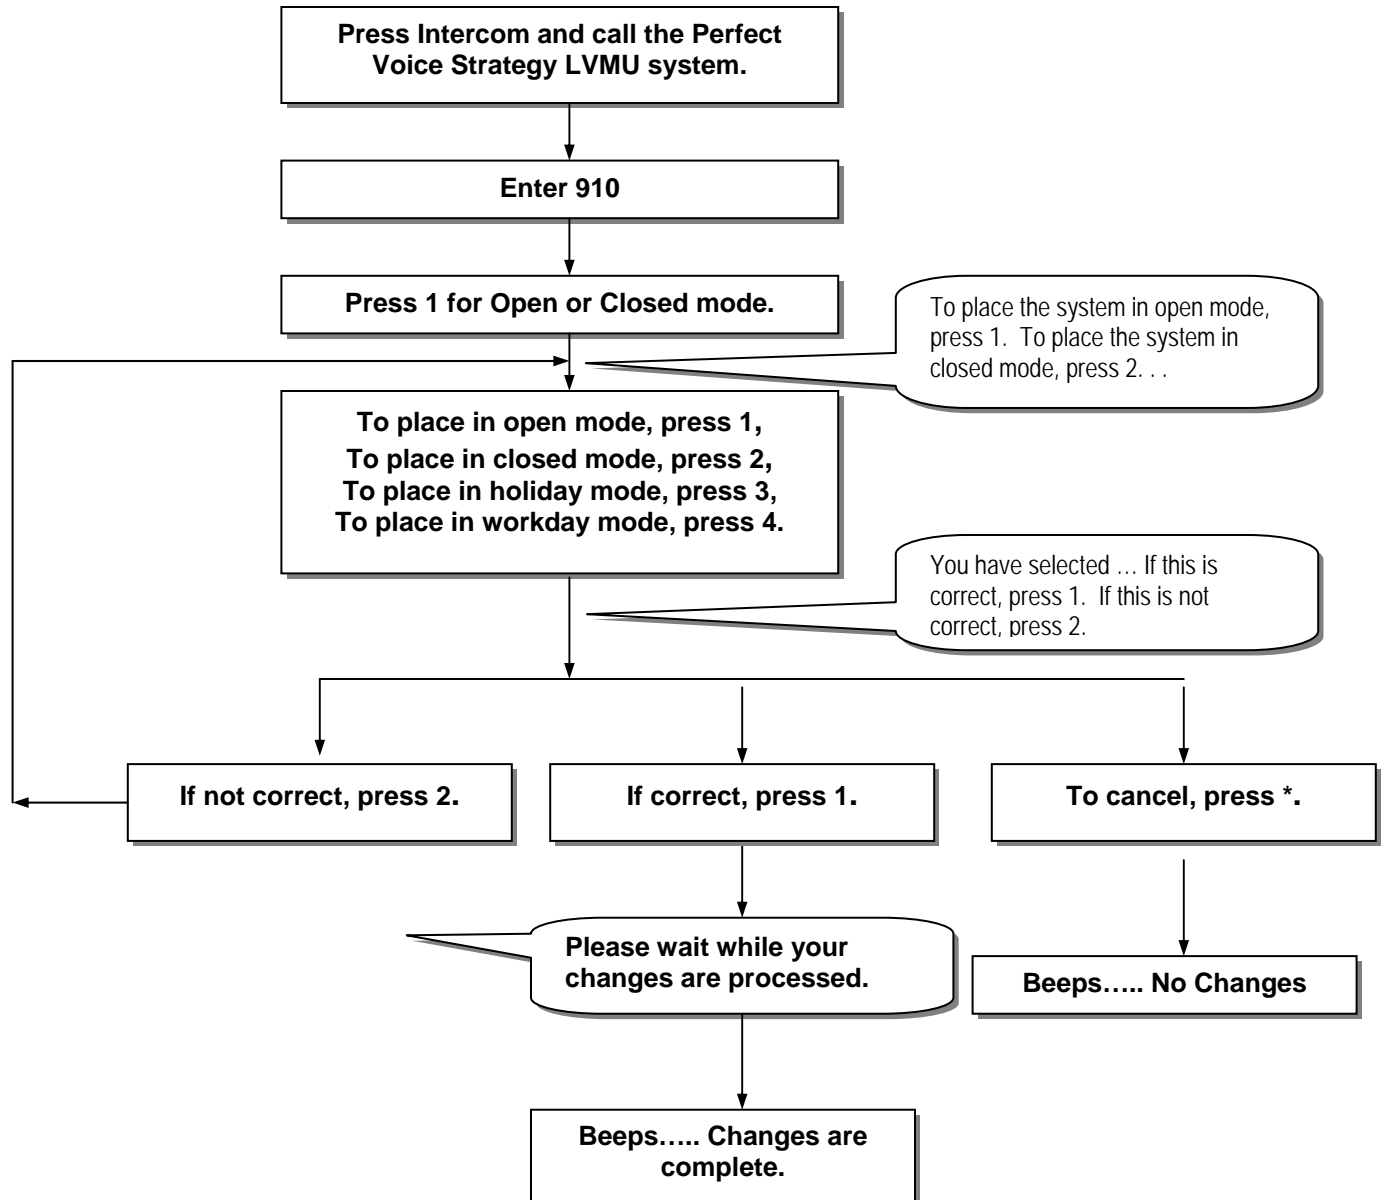 Press Intercom and call the Perfect
Voice Strategy LVMU system.
Enter 910
Press 1 for Open or Closed mode.
To place the system in open mode,
press 1. To place the system in
closed mode, press 2. . .
To place in open mode, press 1,
To place in closed mode, press 2,
To place in holiday mode, press 3,
To place in workday mode, press 4.
You have selected … If this is
correct, press 1. If this is not
correct, press 2.
If not correct, press 2.
If correct, press 1.
To cancel, press *.
Please wait while your
changes are processed.
Beeps….. No Changes
Beeps….. Changes are
complete.